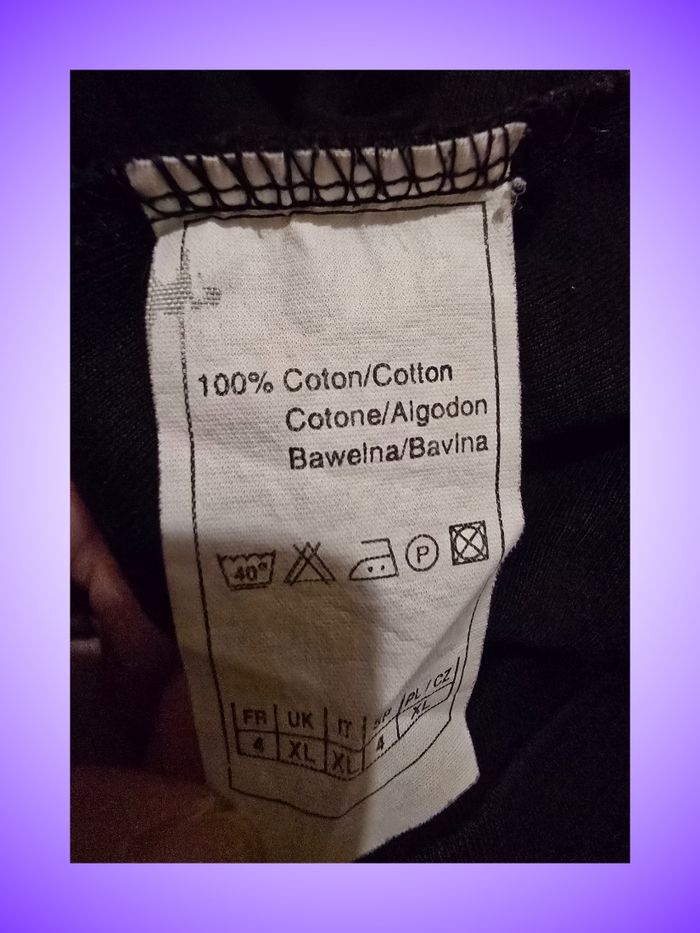 100% Coton/Cotton
Cotone/Algodon
Bawelna/Bavlna
40° P
FR UK IT SP PL/CZ
4 XL XL 4 XL